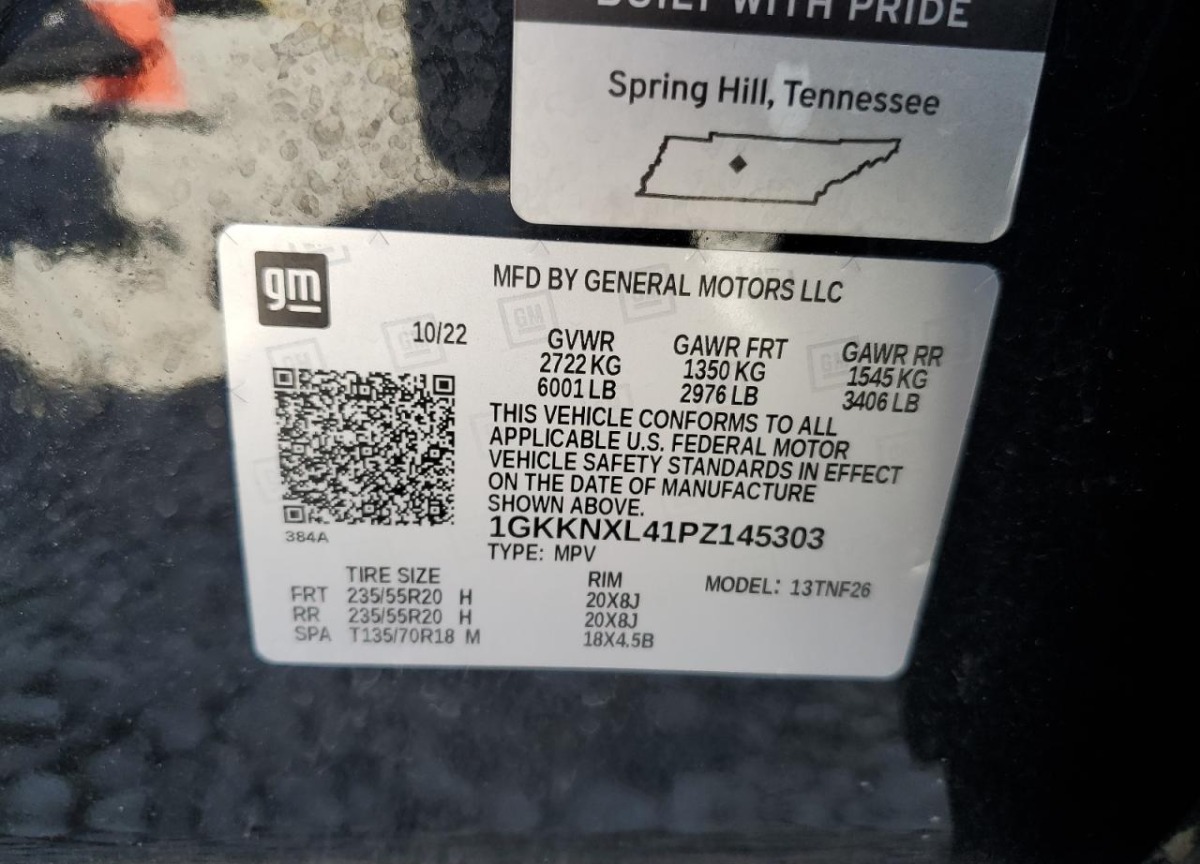 BUILT WITH PRIDE
Spring Hill, Tennessee
gm
MFD BY GENERAL MOTORS LLC
10/22
GVWR GAWR FRT GAWR RR
2722 KG 1350 KG 1545 KG
6001 LB 2976 LB 3406 LB
THIS VEHICLE CONFORMS TO ALL
APPLICABLE U.S. FEDERAL MOTOR
VEHICLE SAFETY STANDARDS IN EFFECT
ON THE DATE OF MANUFACTURE
SHOWN ABOVE.
1GKKNXL41PZ145303
384A
TYPE: MPV
TIRE SIZE RIM MODEL: 13TNF26
FRT 235/55R20 H 20X8J
RR 235/55R20 H 20X8J
SPA T135/70R18 M 18X4.5B